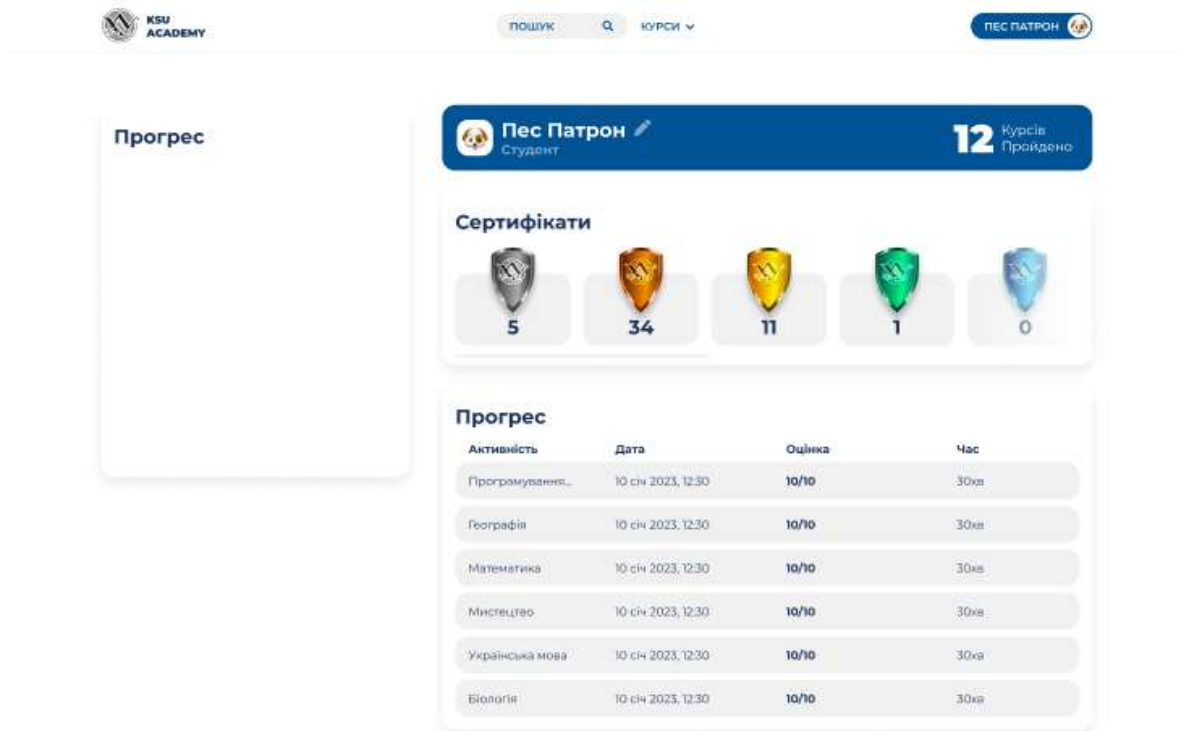 KSU
ACADEMY
ПОШУК
КУРСИ
ПЕС ПАТРОН
Прогрес
Пес Патрон
Студент
12 Курсів
Пройдено
Сертифікати
5 34 11 1 0
Прогрес
Активність Дата Оцінка Час
Програмування... 10 січ 2023, 12:30 10/10 30хв
Географія 10 січ 2023, 12:30 10/10 30хв
Математика 10 січ 2023, 12:30 10/10 30хв
Мистецтво 10 січ 2023, 12:30 10/10 30хв
Українська мова 10 січ 2023, 12:30 10/10 30хв
Біологія 10 січ 2023, 12:30 10/10 30хв